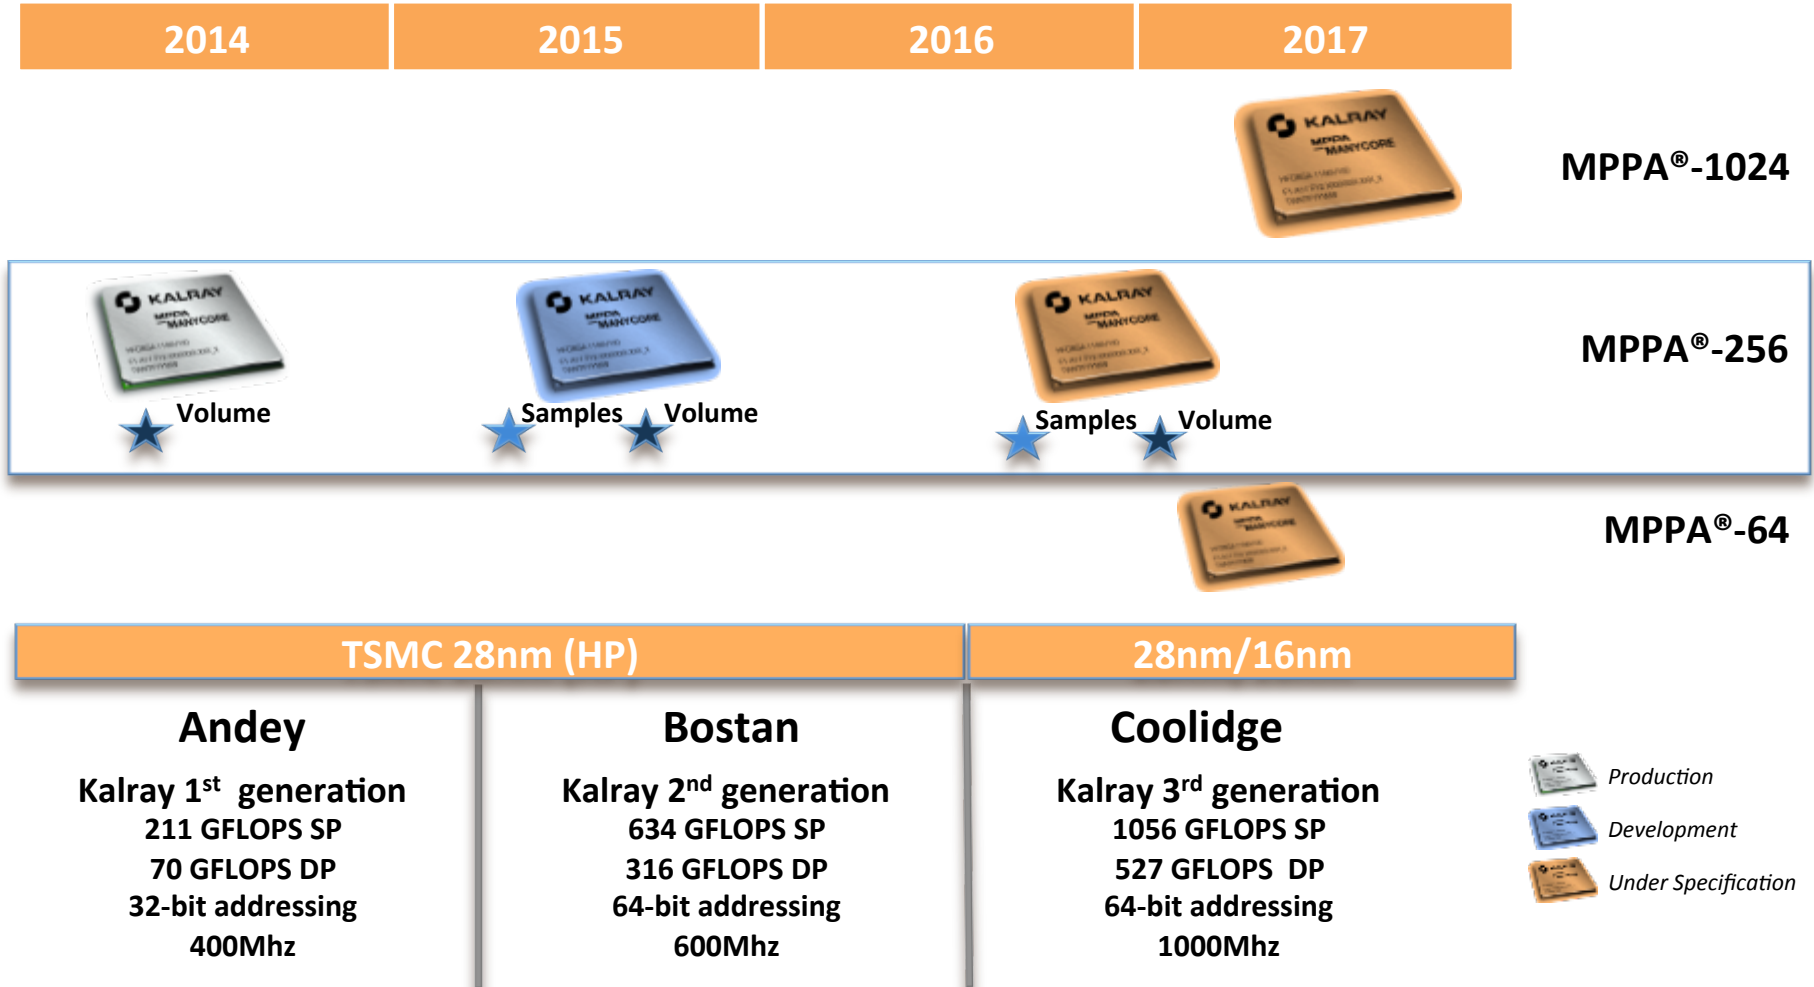 2014 2015 2016 2017
KALRAY
MPPA
MANYCORE
MPPA®-1024
KALRAY KALRAY KALRAY
MPPA MPPA MPPA
MANYCORE MANYCORE MANYCORE
MPPA®-256
Volume Samples Volume Samples Volume
KALRAY
MPPA
MANYCORE
MPPA®-64
TSMC 28nm (HP) 28nm/16nm
Andey Bostan Coolidge
Kalray 1st generation Kalray 2nd generation Kalray 3rd generation
211 GFLOPS SP 634 GFLOPS SP 1056 GFLOPS SP
70 GFLOPS DP 316 GFLOPS DP 527 GFLOPS DP
32-bit addressing 64-bit addressing 64-bit addressing
400Mhz 600Mhz 1000Mhz
Production
Development
Under Specification